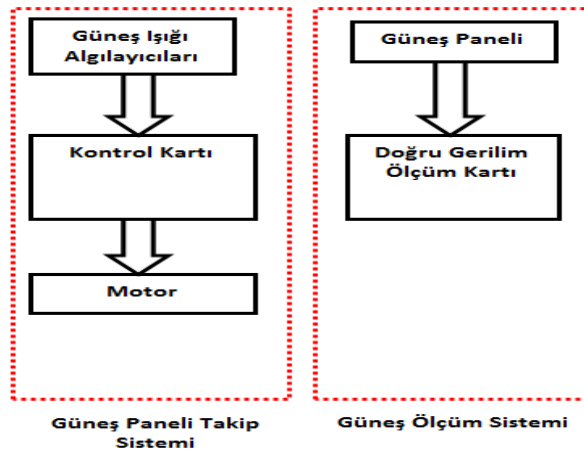 Güneş Işığı
Algılayıcıları
Kontrol Kartı
Motor
Güneş Paneli Takip
Sistemi
Güneş Paneli
Doğru Gerilim
Ölçüm Kartı
Güneş Ölçüm Sistemi